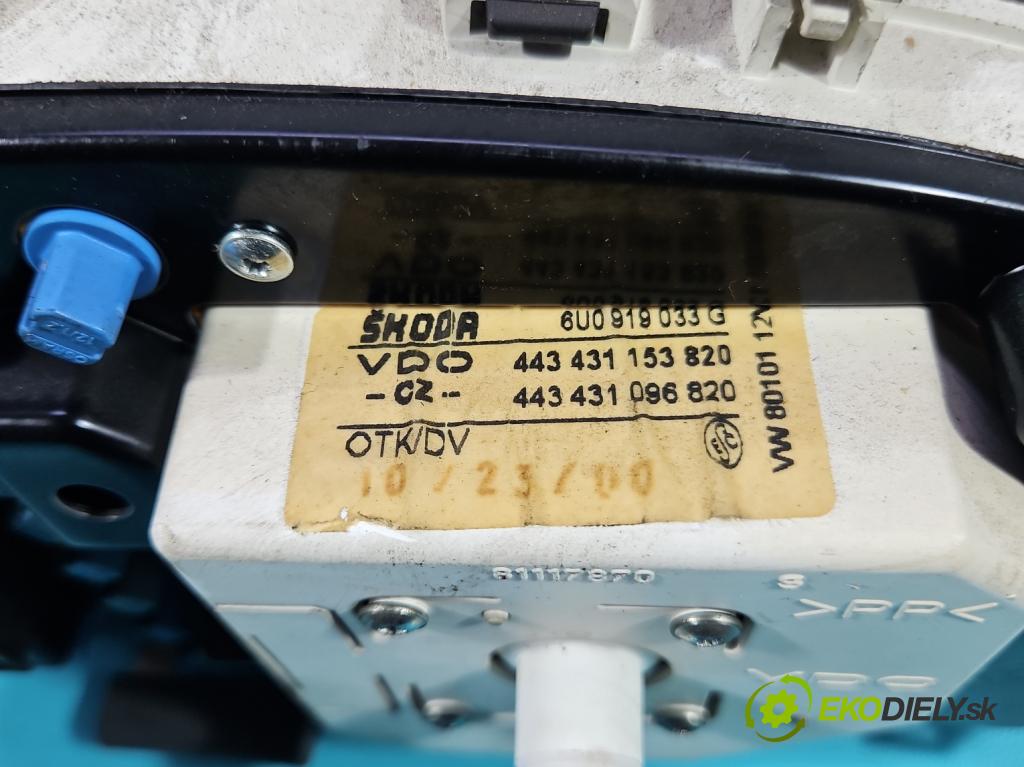 ŠKODA 6U0 919 033 G
VDO 443 431 153 820
- CZ - 443 431 096 820
OTK/DV
10 / 23 / 00
VW 80101 12V
81117870 S
>PP<
VDO
EKODIELY.sk